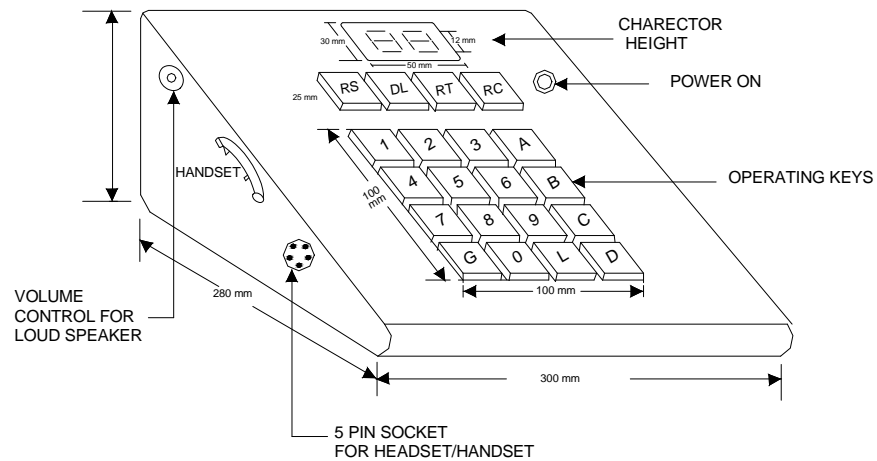 30 mm
12 mm
50 mm
CHARECTOR
HEIGHT
POWER ON
25 mm
RS DL RT RC
HANDSET
1 2 3 A
4 5 6 B
7 8 9 C
G 0 L D
100
mm
100 mm
OPERATING KEYS
VOLUME
CONTROL FOR
LOUD SPEAKER
280 mm
300 mm
5 PIN SOCKET
FOR HEADSET/HANDSET